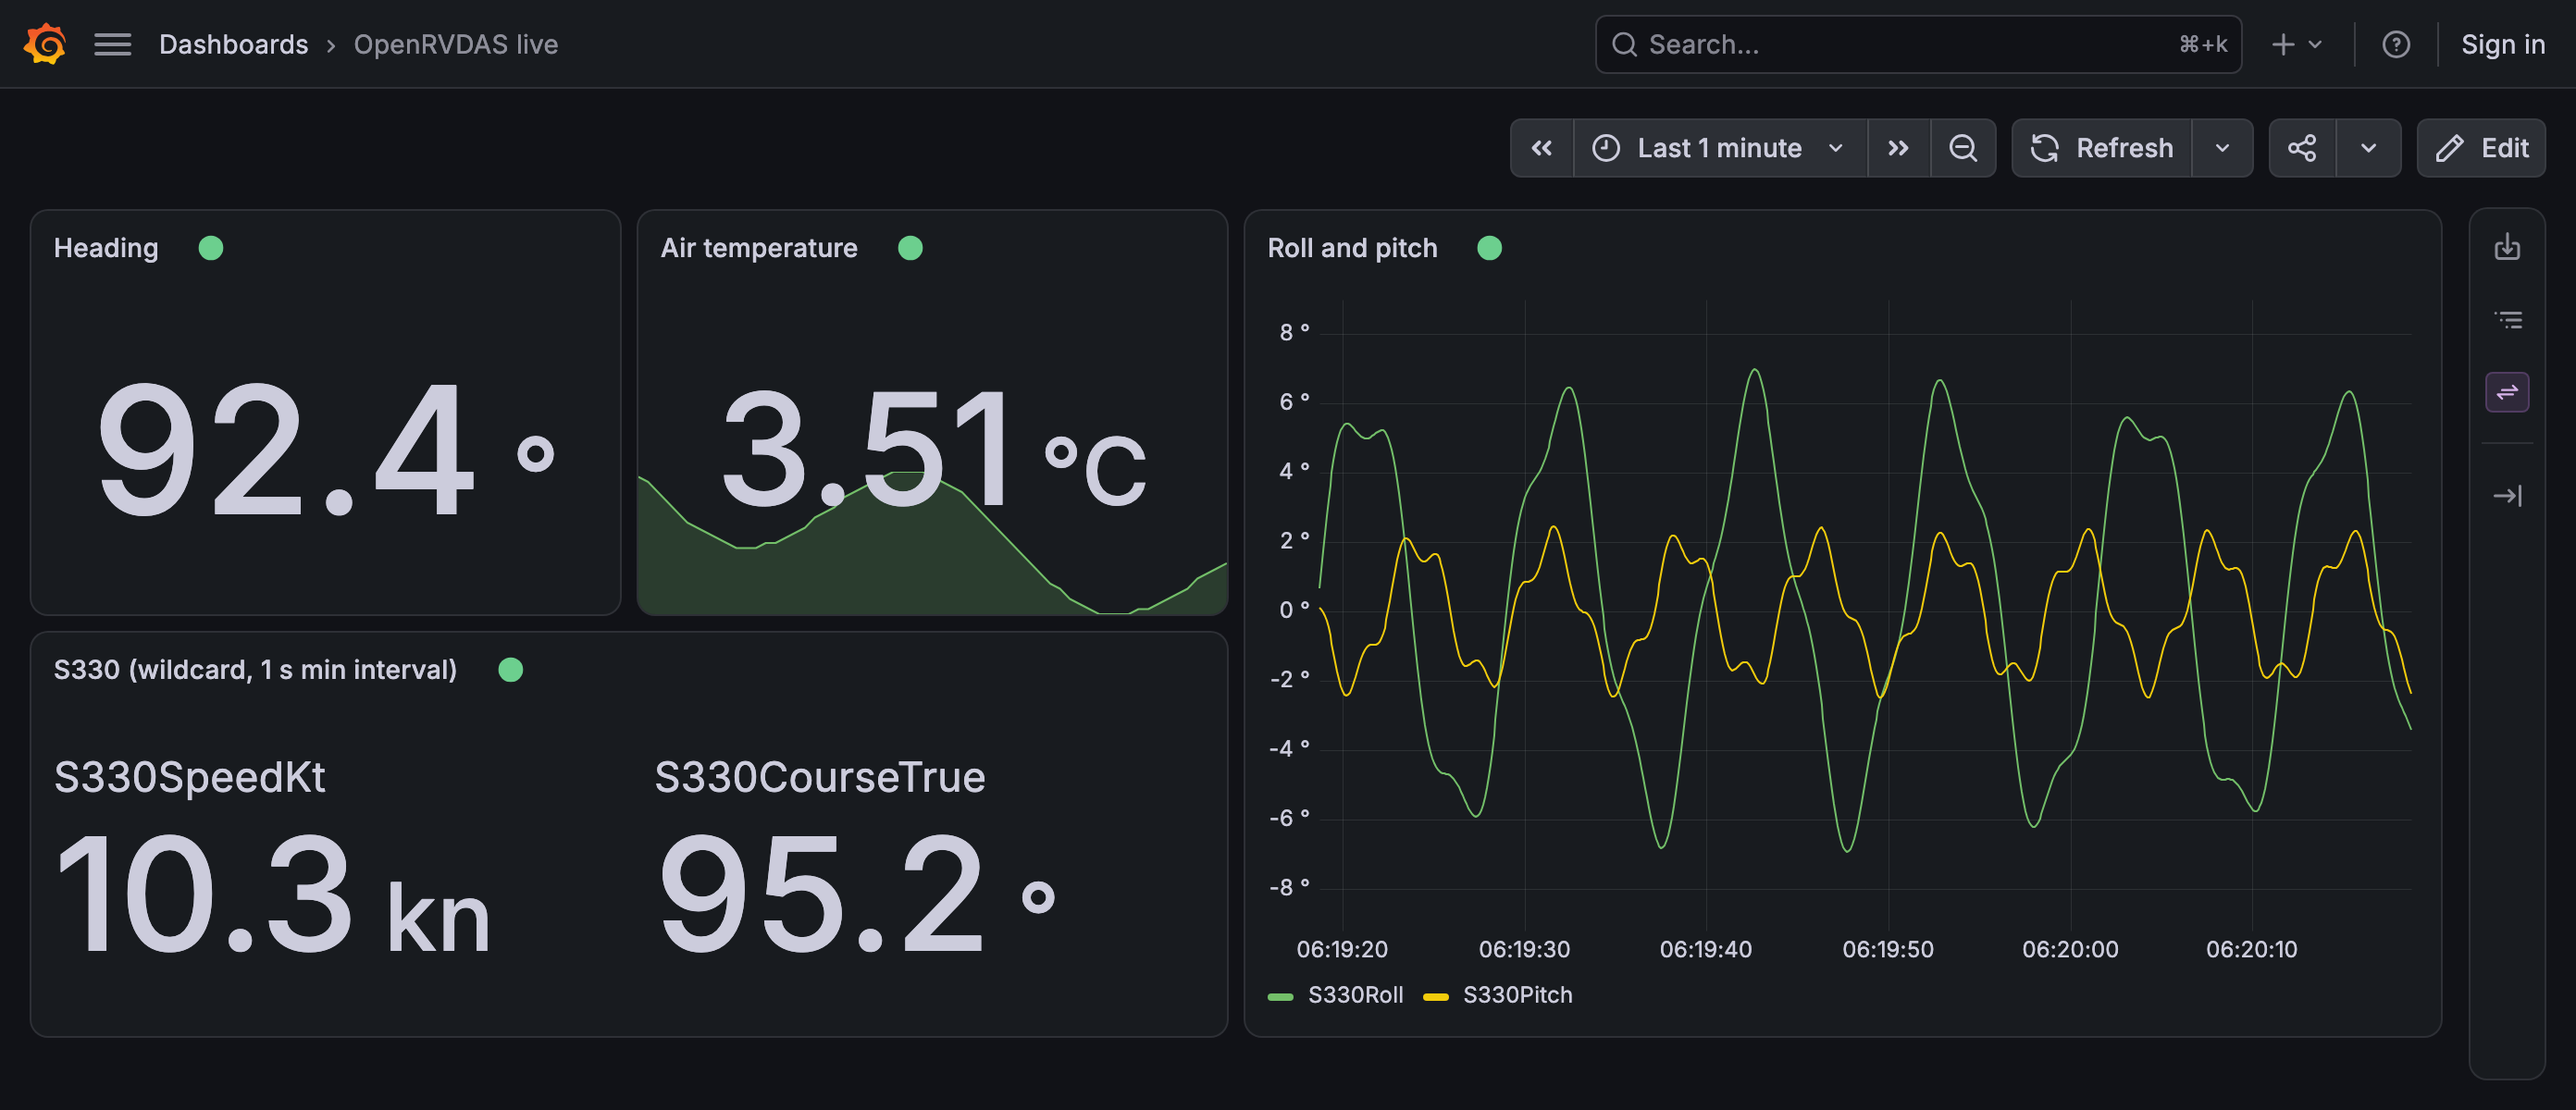 Dashboards › OpenRVDAS live
Search... ⌘+k
Sign in
Last 1 minute
Refresh
Edit
Heading
92.4 °
Air temperature
3.51 °C
S330 (wildcard, 1 s min interval)
S330SpeedKt
10.3 kn
S330CourseTrue
95.2 °
Roll and pitch
8 °
6 °
4 °
2 °
0 °
-2 °
-4 °
-6 °
-8 °
06:19:20 06:19:30 06:19:40 06:19:50 06:20:00 06:20:10
S330Roll S330Pitch